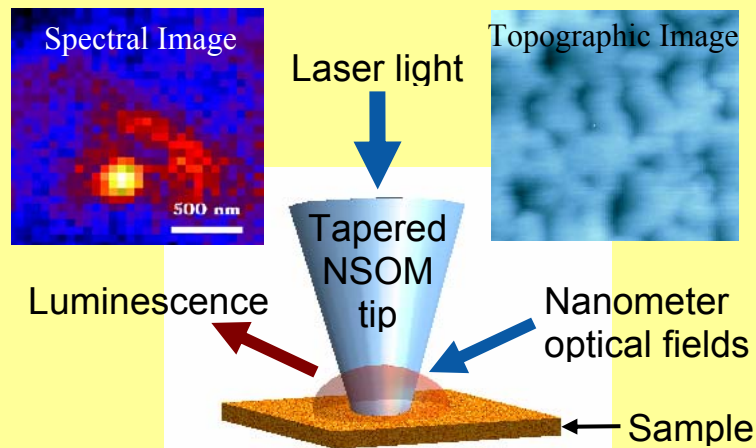 Spectral Image
500 nm
Laser light
Topographic Image
Tapered
NSOM
tip
Luminescence
Nanometer
optical fields
Sample